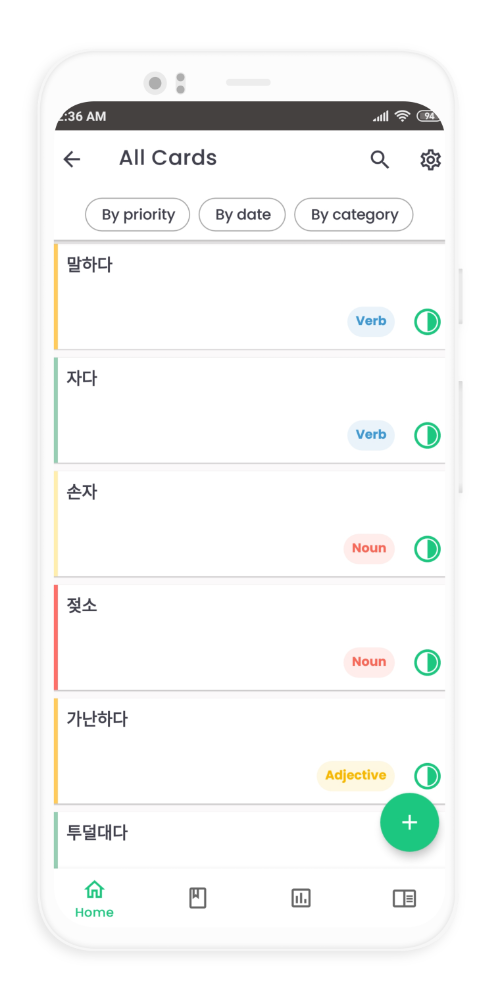 :36 AM
94
All Cards
By priority
By date
By category
말하다
Verb
자다
Verb
손자
Noun
젖소
Noun
가난하다
Adjective
투덜대다
Home